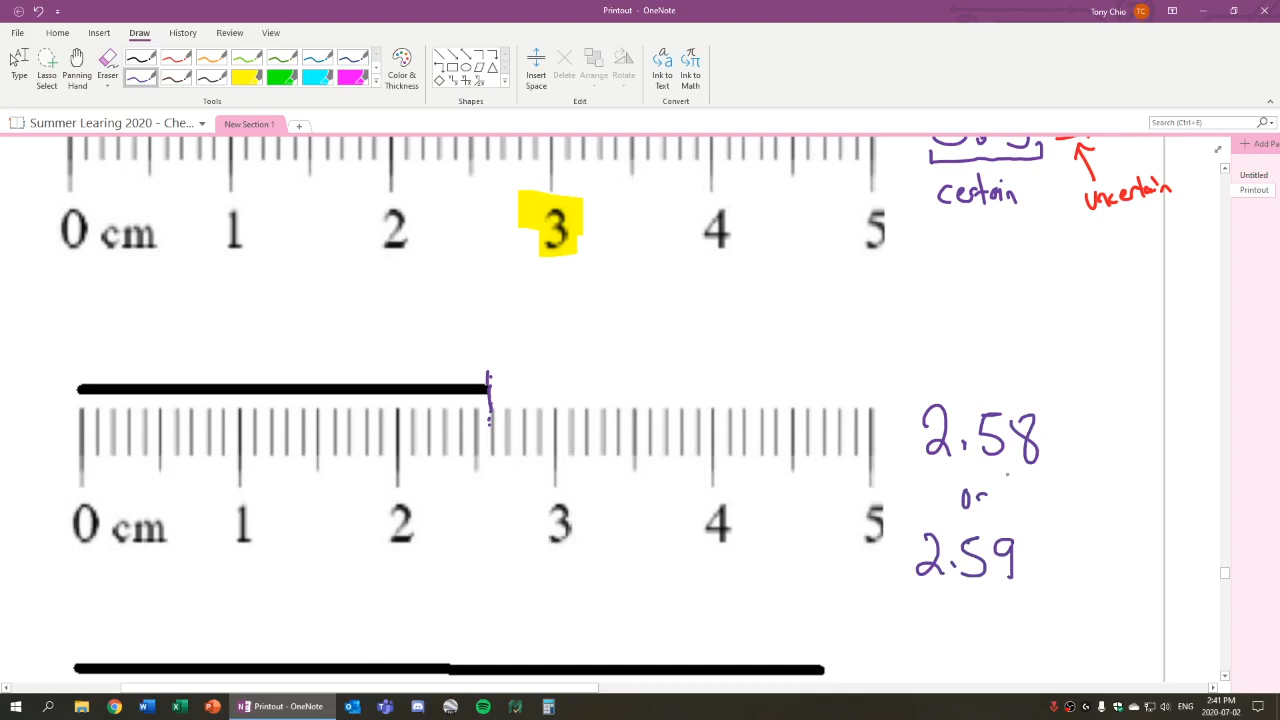 Printout - OneNote
Tony Chio TC
File Home Insert Draw History Review View
Type
Lasso Select
Panning Hand
Eraser
Color & Thickness
Insert Space
Delete
Arrange
Rotate
Ink to Text
Ink to Math
Tools
Shapes
Edit
Convert
Summer Learing 2020 - Che...
New Section 1
Search (Ctrl+E)
Add Pa
Untitled
Printout
certain
uncertain
0 cm 1 2 3 4 5
2.58
or
2.59
0 cm 1 2 3 4 5
Printout - OneNote
ENG
2:41 PM
2020-07-02